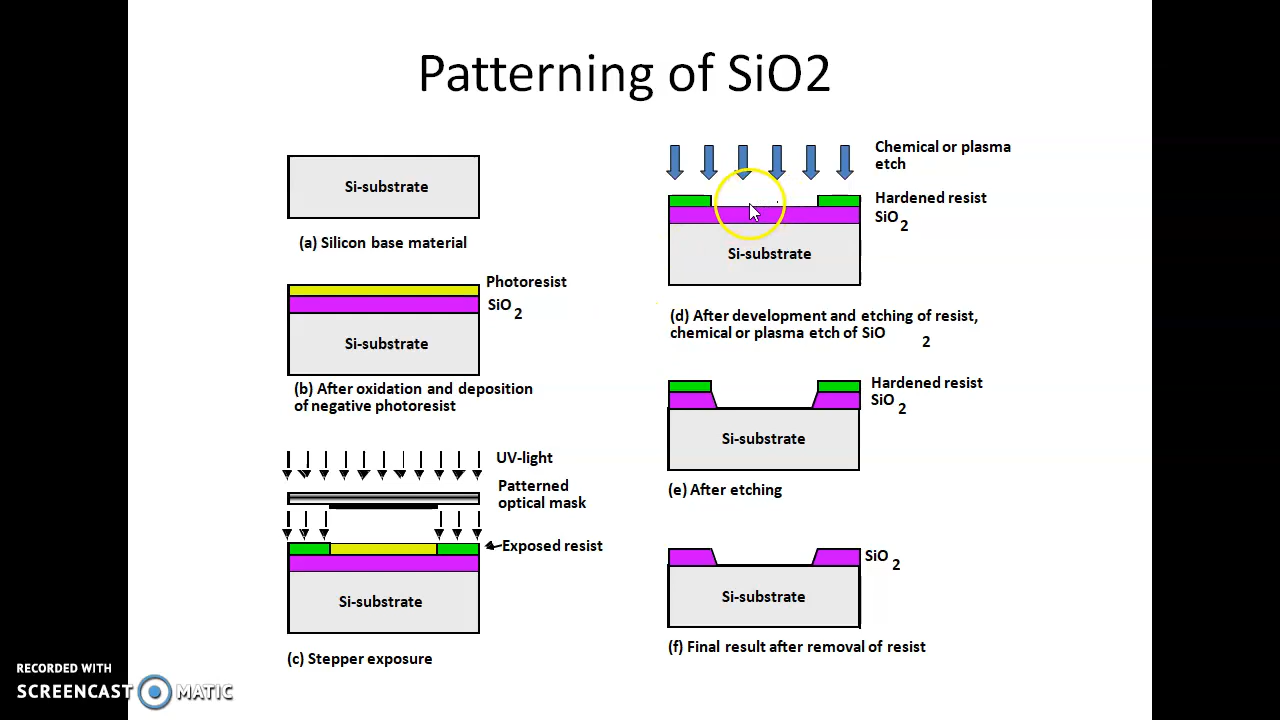 Patterning of SiO2
Si-substrate
(a) Silicon base material
Photoresist
SiO
2
Si-substrate
(b) After oxidation and deposition
of negative photoresist
UV-light
Patterned
optical mask
Exposed resist
Si-substrate
(c) Stepper exposure
Chemical or plasma
etch
Hardened resist
SiO
2
Si-substrate
(d) After development and etching of resist,
chemical or plasma etch of SiO
2
Hardened resist
SiO
2
Si-substrate
(e) After etching
SiO
2
Si-substrate
(f) Final result after removal of resist
RECORDED WITH
SCREENCAST MATIC